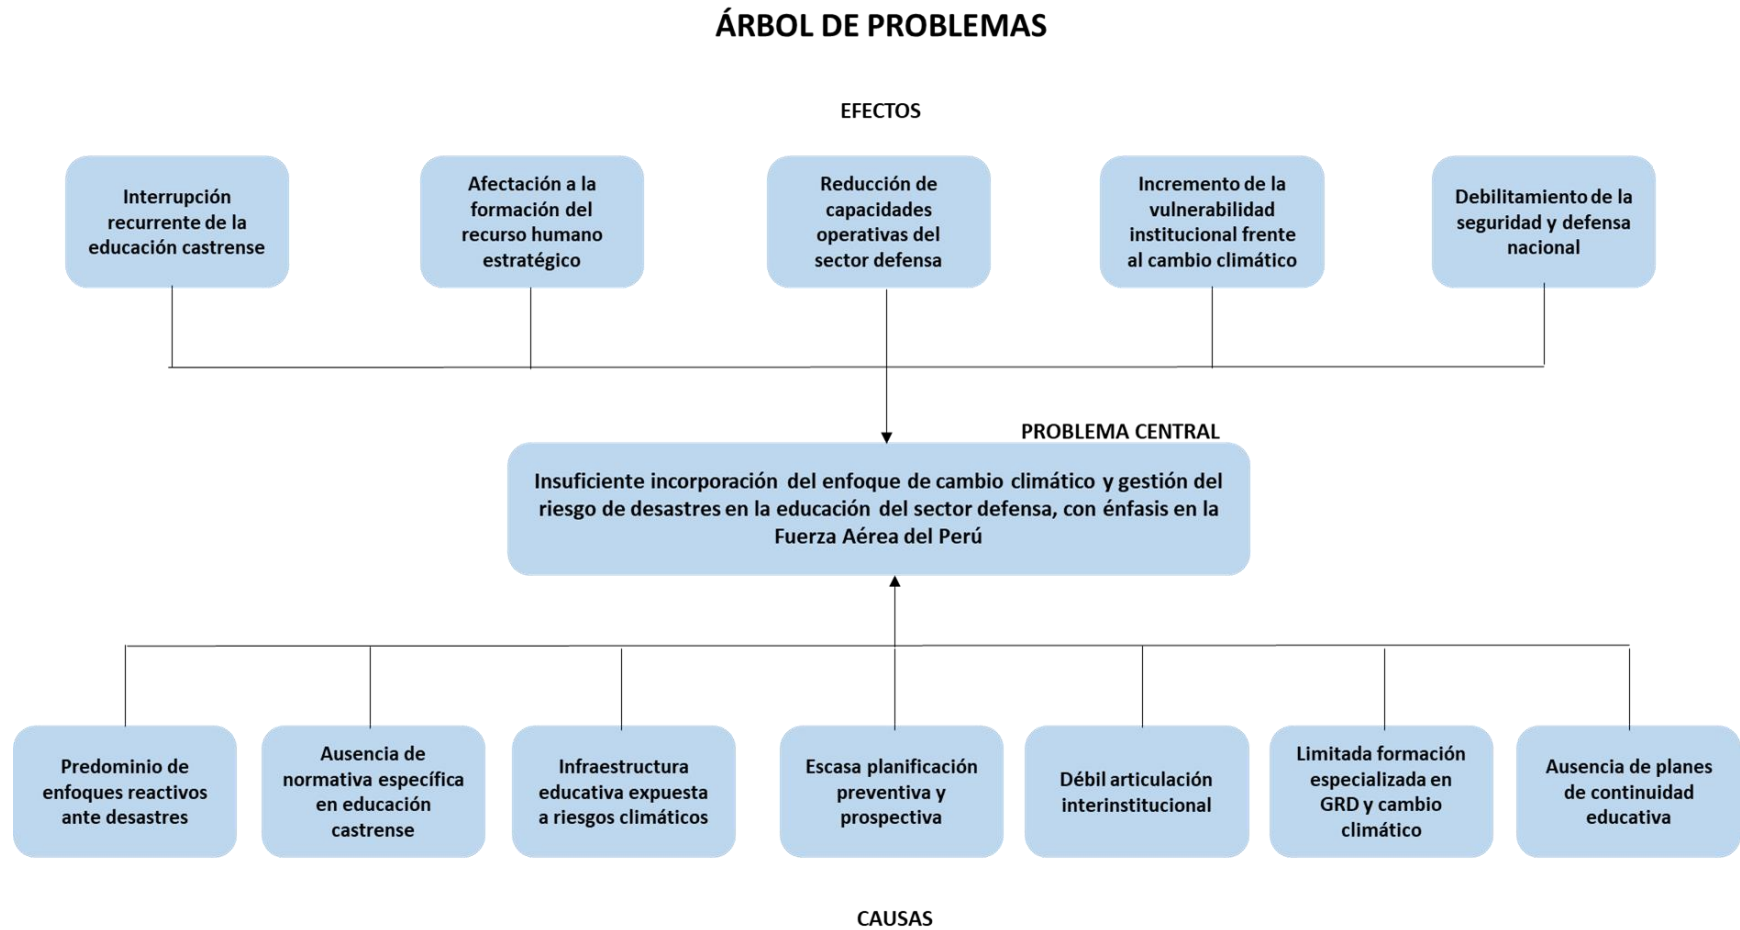 ÁRBOL DE PROBLEMAS
EFECTOS
Interrupción
recurrente de la
educación castrense
Afectación a la
formación del
recurso humano
estratégico
Reducción de
capacidades
operativas del
sector defensa
Incremento de la
vulnerabilidad
institucional frente
al cambio climático
Debilitamiento de la
seguridad y defensa
nacional
PROBLEMA CENTRAL
Insuficiente incorporación del enfoque de cambio climático y gestión del
riesgo de desastres en la educación del sector defensa, con énfasis en la
Fuerza Aérea del Perú
Predominio de
enfoques reactivos
ante desastres
Ausencia de
normativa específica
en educación
castrense
Infraestructura
educativa expuesta
a riesgos climáticos
Escasa planificación
preventiva y
prospectiva
Débil articulación
interinstitucional
Limitada formación
especializada en
GRD y cambio
climático
Ausencia de planes
de continuidad
educativa
CAUSAS